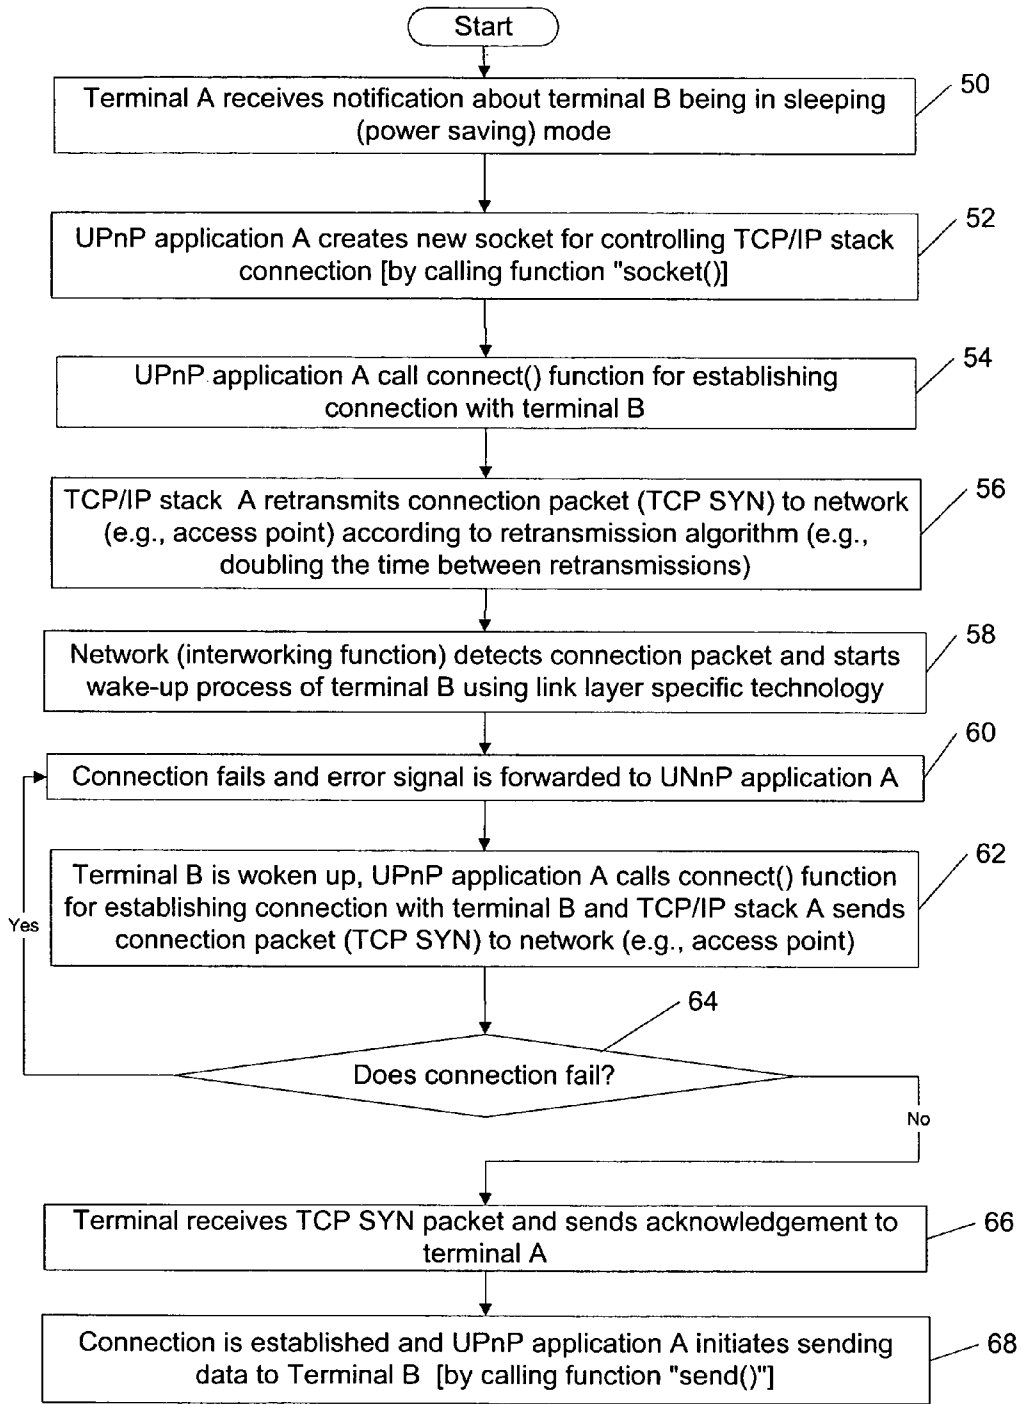 Start
Terminal A receives notification about terminal B being in sleeping
(power saving) mode
50
UPnP application A creates new socket for controlling TCP/IP stack
connection [by calling function "socket()]
52
UPnP application A call connect() function for establishing
connection with terminal B
54
TCP/IP stack A retransmits connection packet (TCP SYN) to network
(e.g., access point) according to retransmission algorithm (e.g.,
doubling the time between retransmissions)
56
Network (interworking function) detects connection packet and starts
wake-up process of terminal B using link layer specific technology
58
Connection fails and error signal is forwarded to UNnP application A
60
Terminal B is woken up, UPnP application A calls connect() function
for establishing connection with terminal B and TCP/IP stack A sends
connection packet (TCP SYN) to network (e.g., access point)
62
Yes
64
Does connection fail?
No
Terminal receives TCP SYN packet and sends acknowledgement to
terminal A
66
Connection is established and UPnP application A initiates sending
data to Terminal B [by calling function "send()"]
68